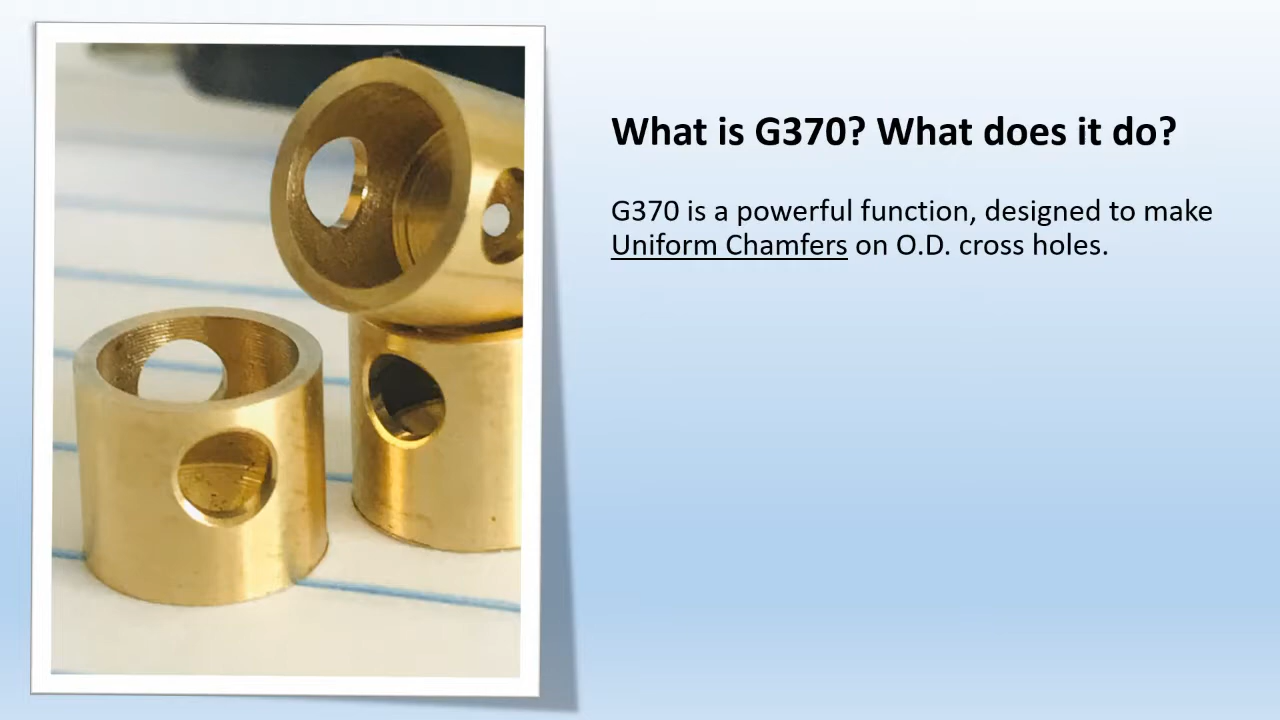 What is G370? What does it do?
G370 is a powerful function, designed to make
Uniform Chamfers on O.D. cross holes.